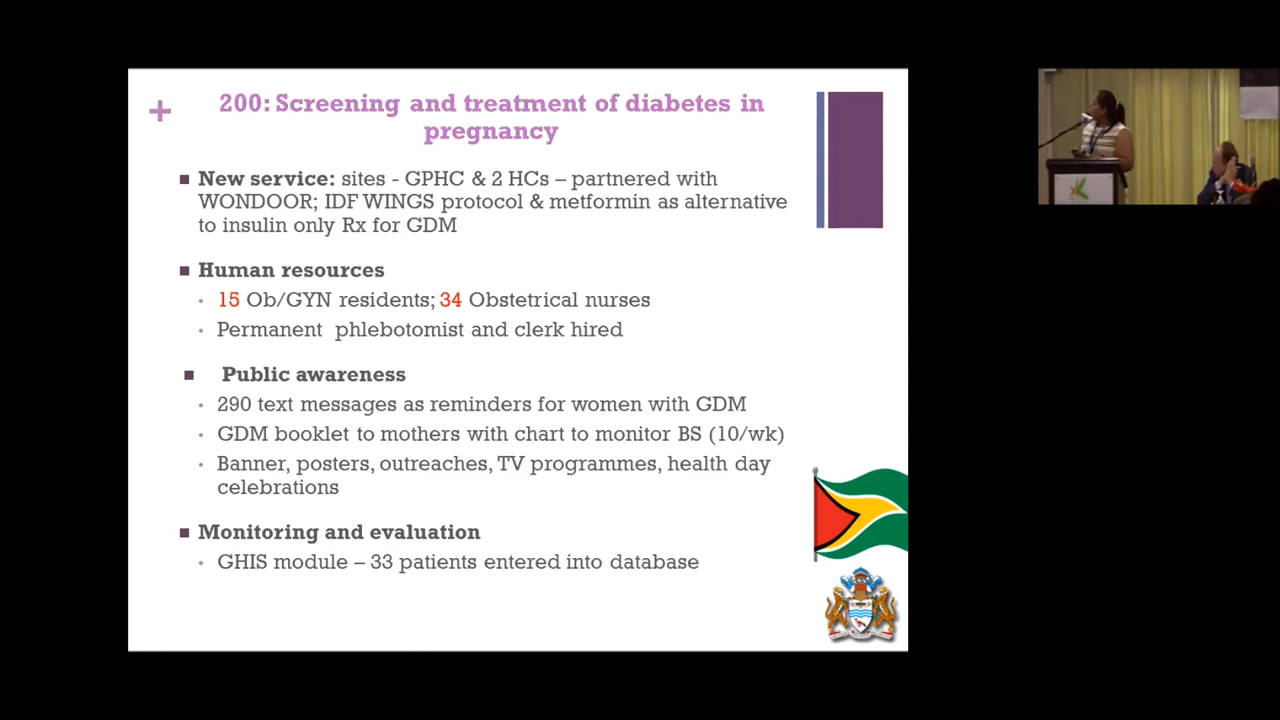 +
200: Screening and treatment of diabetes in
pregnancy
■ New service: sites - GPHC & 2 HCs – partnered with
WONDOOR; IDF WINGS protocol & metformin as alternative
to insulin only Rx for GDM
■ Human resources
• 15 Ob/GYN residents; 34 Obstetrical nurses
• Permanent phlebotomist and clerk hired
■ Public awareness
• 290 text messages as reminders for women with GDM
• GDM booklet to mothers with chart to monitor BS (10/wk)
• Banner, posters, outreaches, TV programmes, health day
celebrations
■ Monitoring and evaluation
• GHIS module – 33 patients entered into database